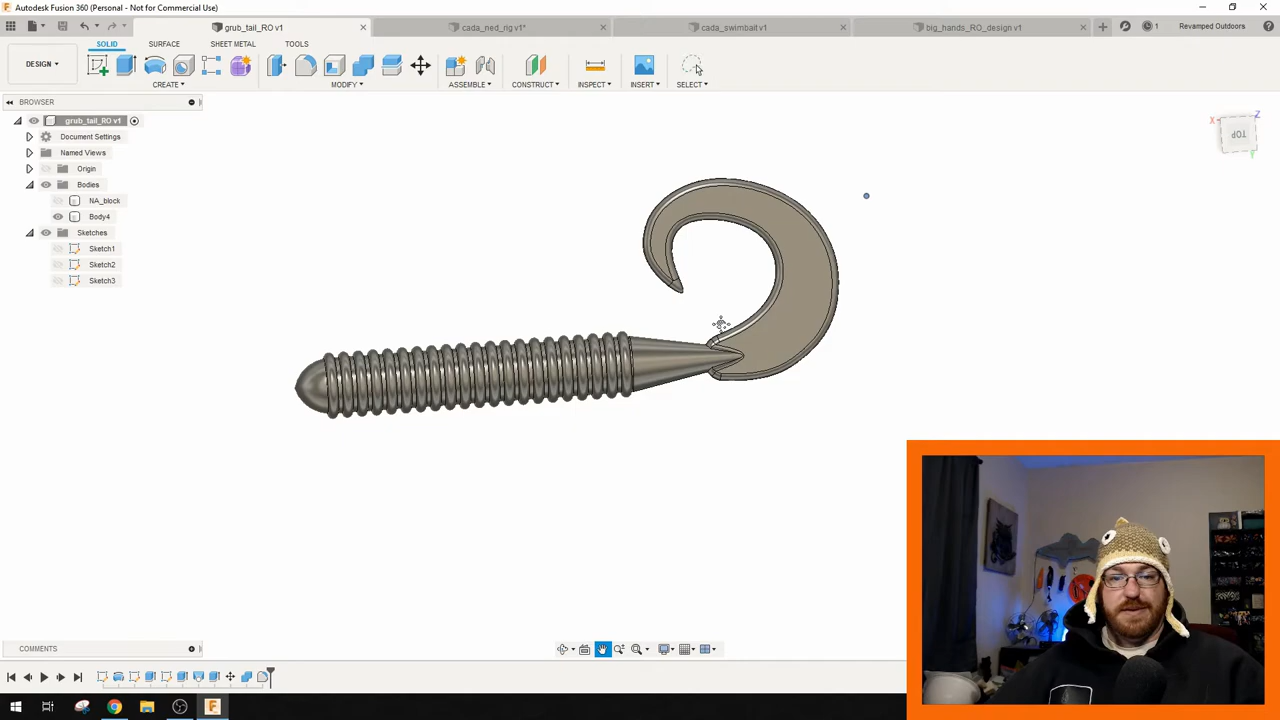 Autodesk Fusion 360 (Personal - Not for Commercial Use)
grub_tail_RO v1
cada_ned_rig v1*
cada_swimbait v1
big_hands_RO_design v1
1
Revamped Outdoors
SOLID
SURFACE
SHEET METAL
TOOLS
DESIGN
CREATE
MODIFY
ASSEMBLE
CONSTRUCT
INSPECT
INSERT
SELECT
BROWSER
grub_tail_RO v1
Document Settings
Named Views
Origin
Bodies
NA_block
Body4
Sketches
Sketch1
Sketch2
Sketch3
X
Z
Y
TOP
COMMENTS